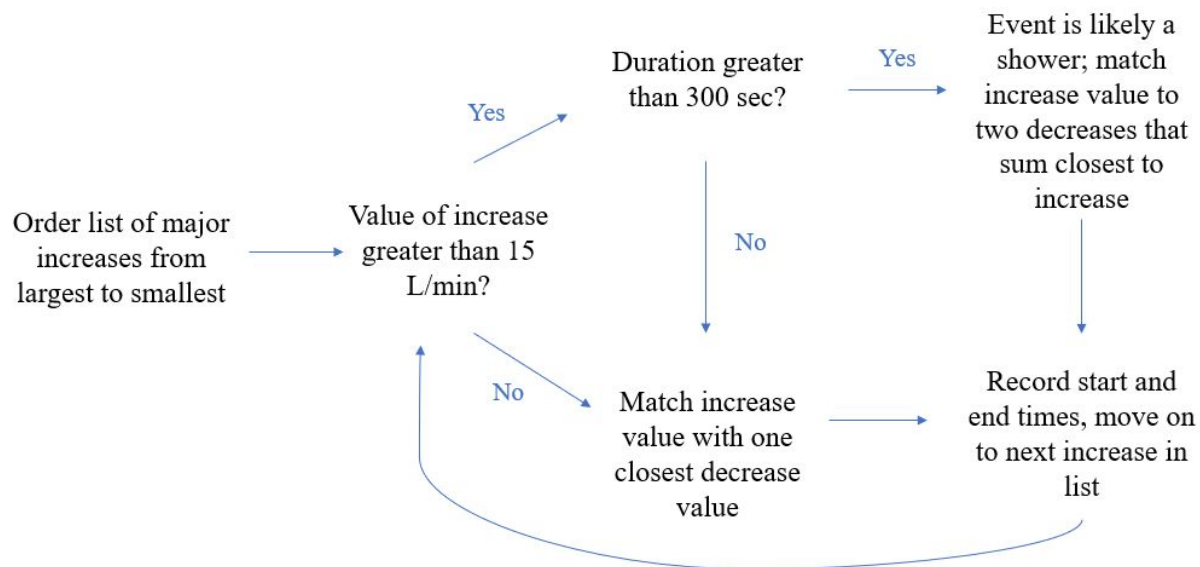 Order list of major
increases from
largest to smallest
Value of increase
greater than 15
L/min?
Yes
No
Duration greater
than 300 sec?
Yes
No
Event is likely a
shower; match
increase value to
two decreases that
sum closest to
increase
Match increase
value with one
closest decrease
value
Record start and
end times, move on
to next increase in
list